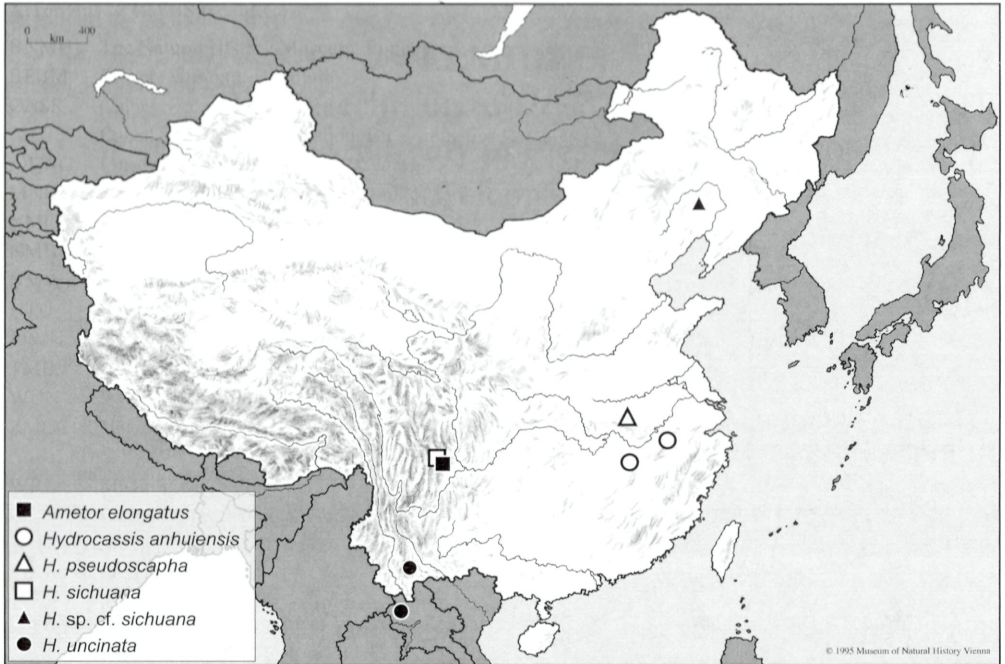 0 400
km
Ametor elongatus
Hydrocassis anhuiensis
H. pseudoscapha
H. sichuana
H. sp. cf. sichuana
H. uncinata
© 1995 Museum of Natural History Vienna